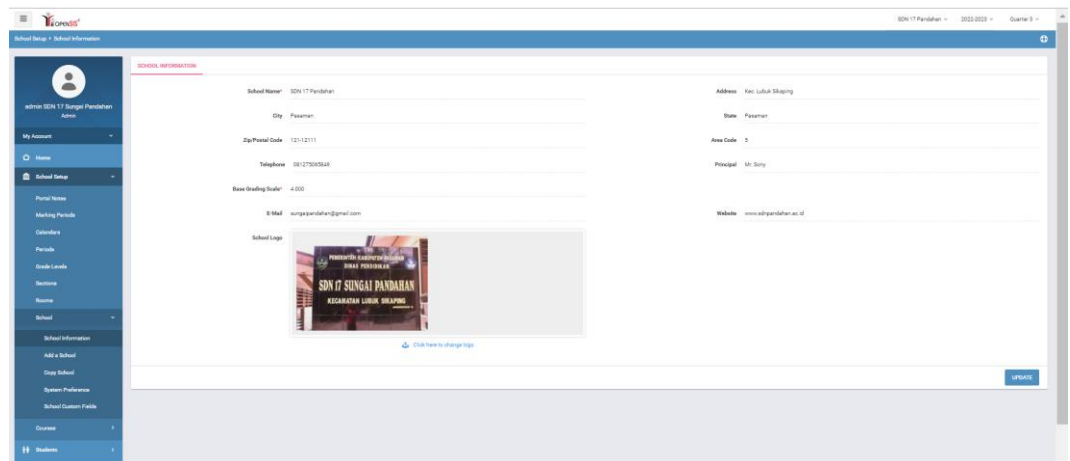 OPENSIS
SDN 17 Pandahan
2022-2023
Quarter 3
School Setup
School Information
admin SDN 17 Sungai Pandahan
Admin
My Account
Home
School Setup
Portal Notes
Marking Periods
Calendars
Periods
Grade Levels
Sections
Rooms
School
School Information
Add a School
Copy School
System Preference
School Custom Fields
Courses
Students
SCHOOL INFORMATION
School Name* SDN 17 Pandahan
Address Kec. Lubuk Sikaping
City Pasaman
State Pasaman
Zip/Postal Code 121-12111
Area Code 5
Telephone
Principal Mr. Sony
Base Grading Scale* 4.000
E-Mail sungaipandahan@gmail.com
Website www.sdnpandahan.ac.id
School Logo
PEMERINTAH KABUPATEN PASAMAN
DINAS PENDIDIKAN
SDN 17 SUNGAI PANDAHAN
KECAMATAN LUBUK SIKAPING
Click here to change logo
UPDATE